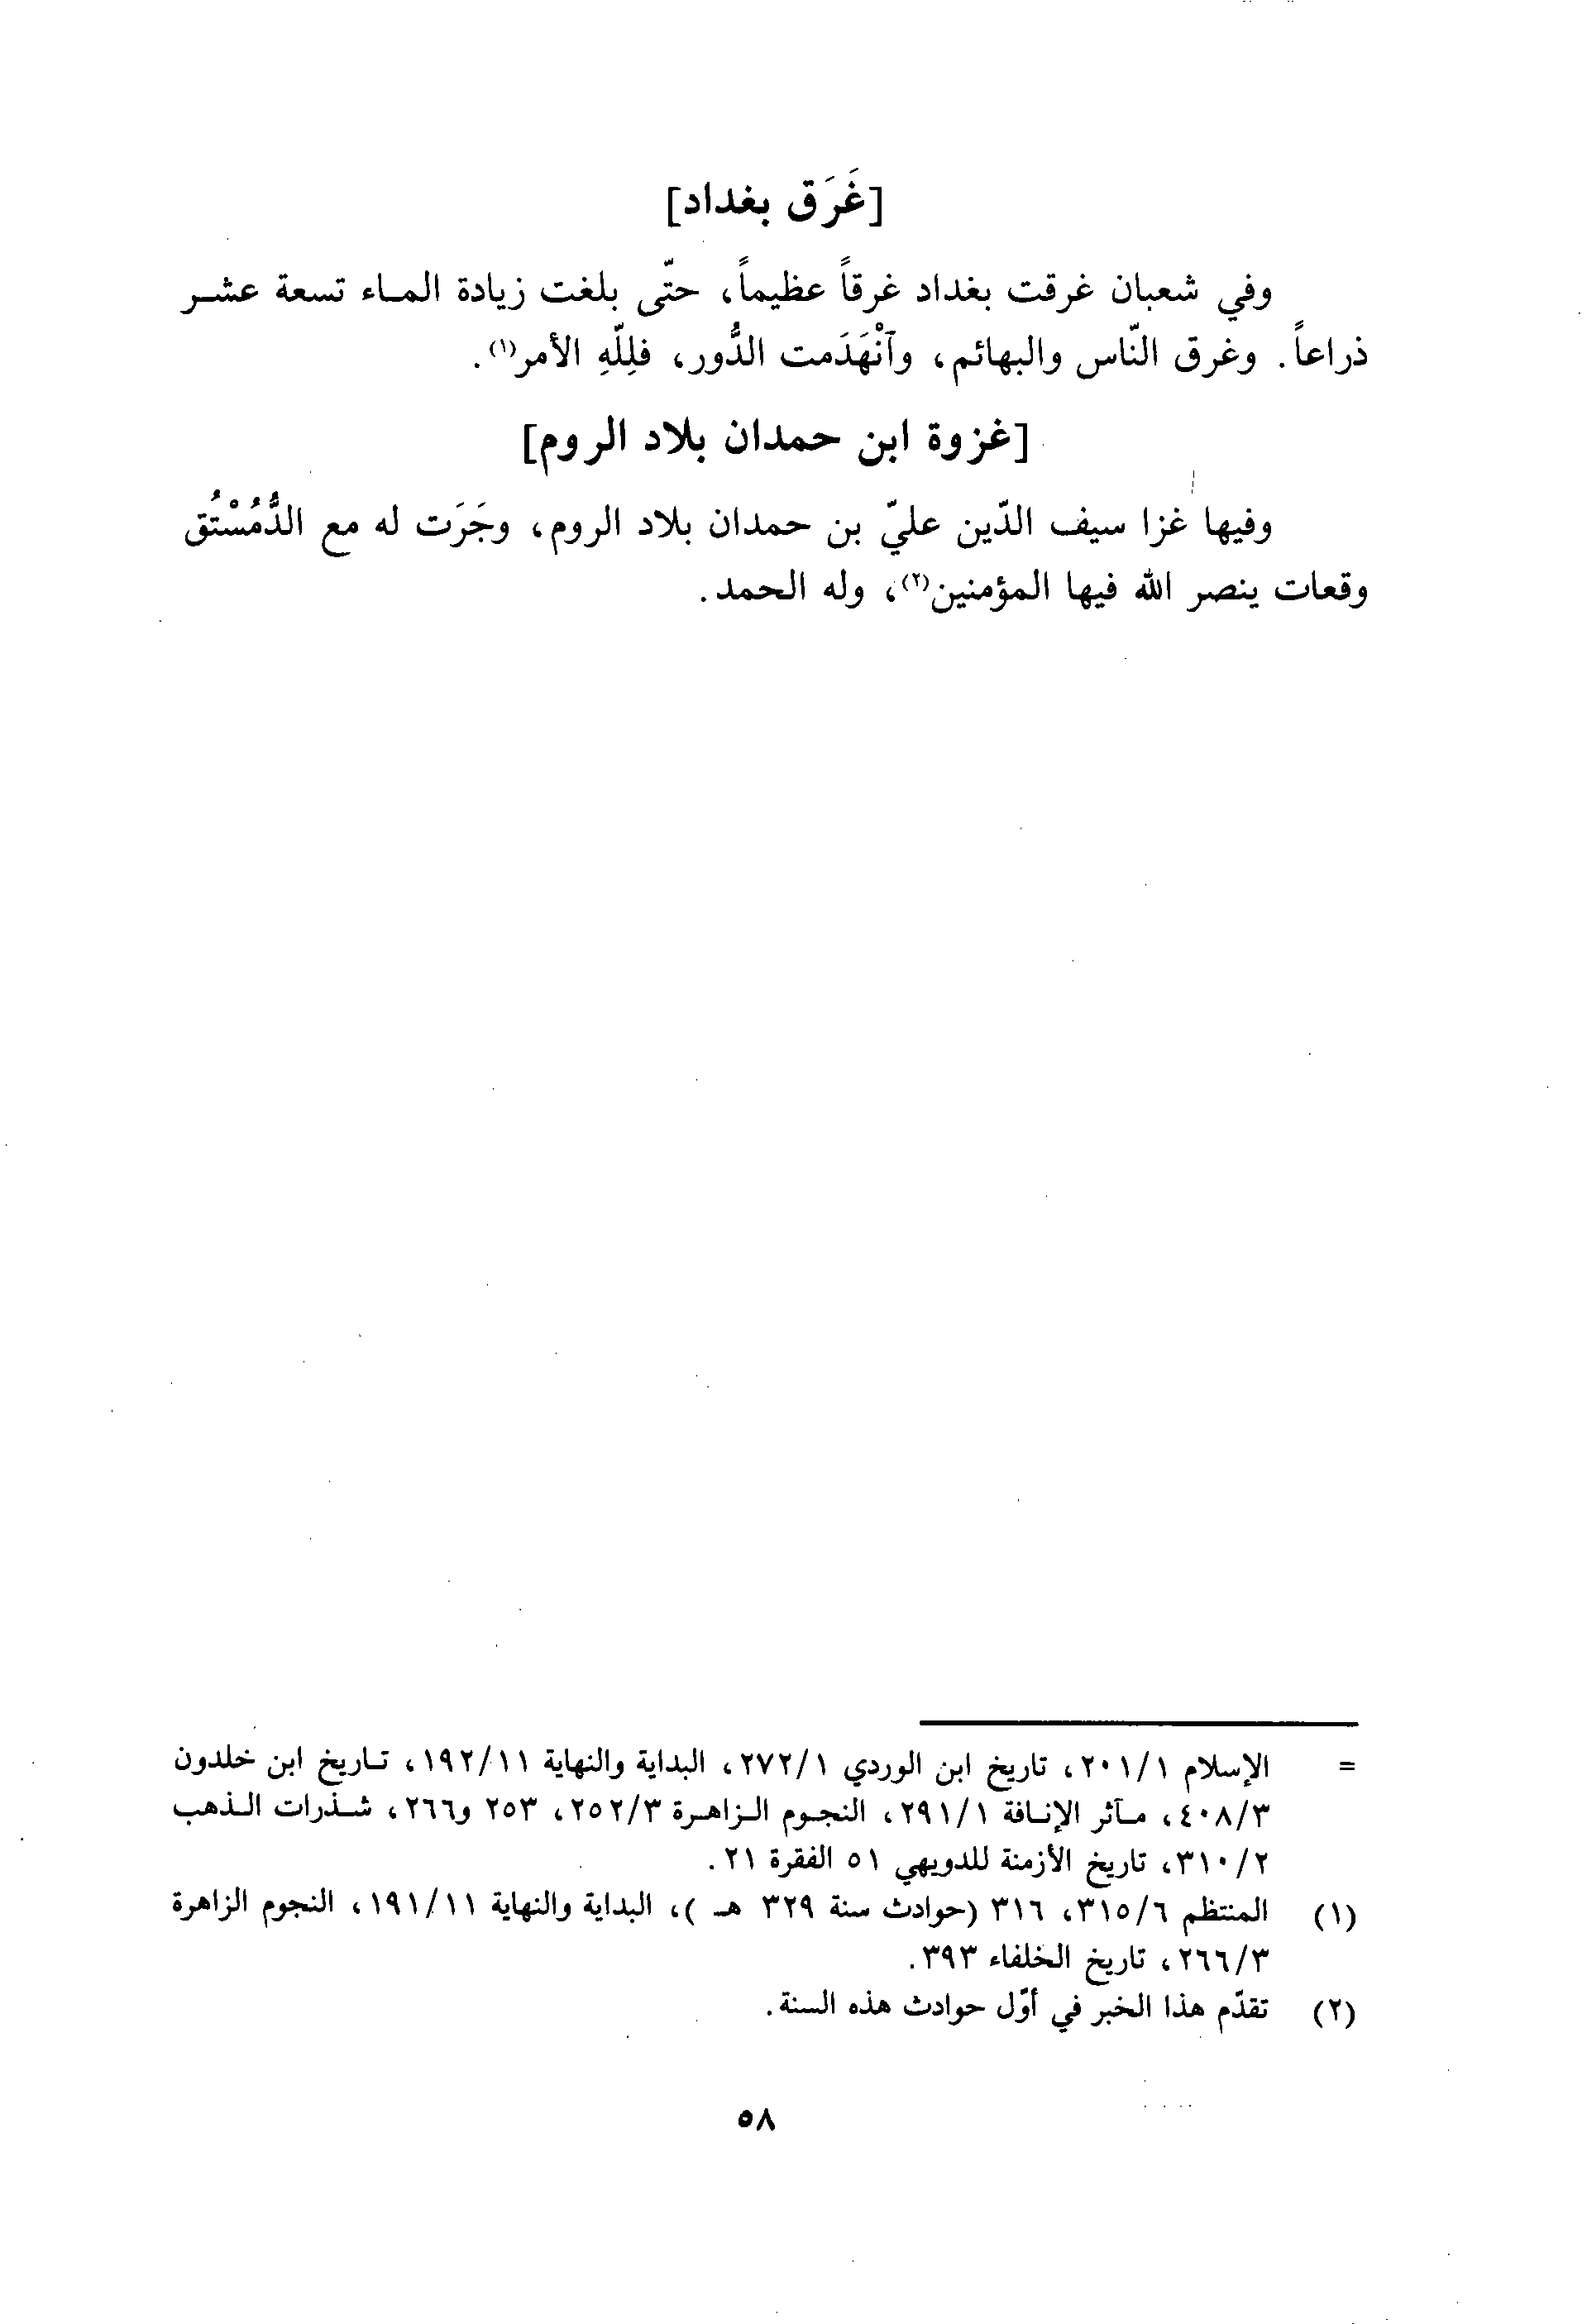 [غَرَق بغداد]
وفي شعبان غرقت بغداد غرقاً عظيماً، حتّى بلغت زيادة الماء تسعة عشر
ذراعاً. وغرق النّاس والبهائم، وآنْهَدَمت الدُّور، فلِلّهِ الأمر(١).
[غزوة ابن حمدان بلاد الروم]
وفيها غزا سيف الدّين عليّ بن حمدان بلاد الروم، وجَرَت له مع الدُّمُسْتُق
وقعات ينصر الله فيها المؤمنين(٢)، وله الحمد.
= الإسلام ٢٠١/١، تاريخ ابن الوردي ٢٧٢/١، البداية والنهاية ١٩٢/١١، تاريخ ابن خلدون
٤٠٨/٣، مآثر الإنافة ٢٩١/١، النجوم الزاهرة ٢٥٢/٣، ٢٥٣ و٢٦٦، شذرات الذهب
٣١٠/٢، تاريخ الأزمنة للدويهي ٥١ الفقرة ٢١.
(١) المنتظم ٣١٥/٦، ٣١٦ (حوادث سنة ٣٢٩ هـ)، البداية والنهاية ١٩١/١١، النجوم الزاهرة
٢٦٦/٣، تاريخ الخلفاء ٣٩٣.
(٢) تقدّم هذا الخبر في أوّل حوادث هذه السنة.
٥٨